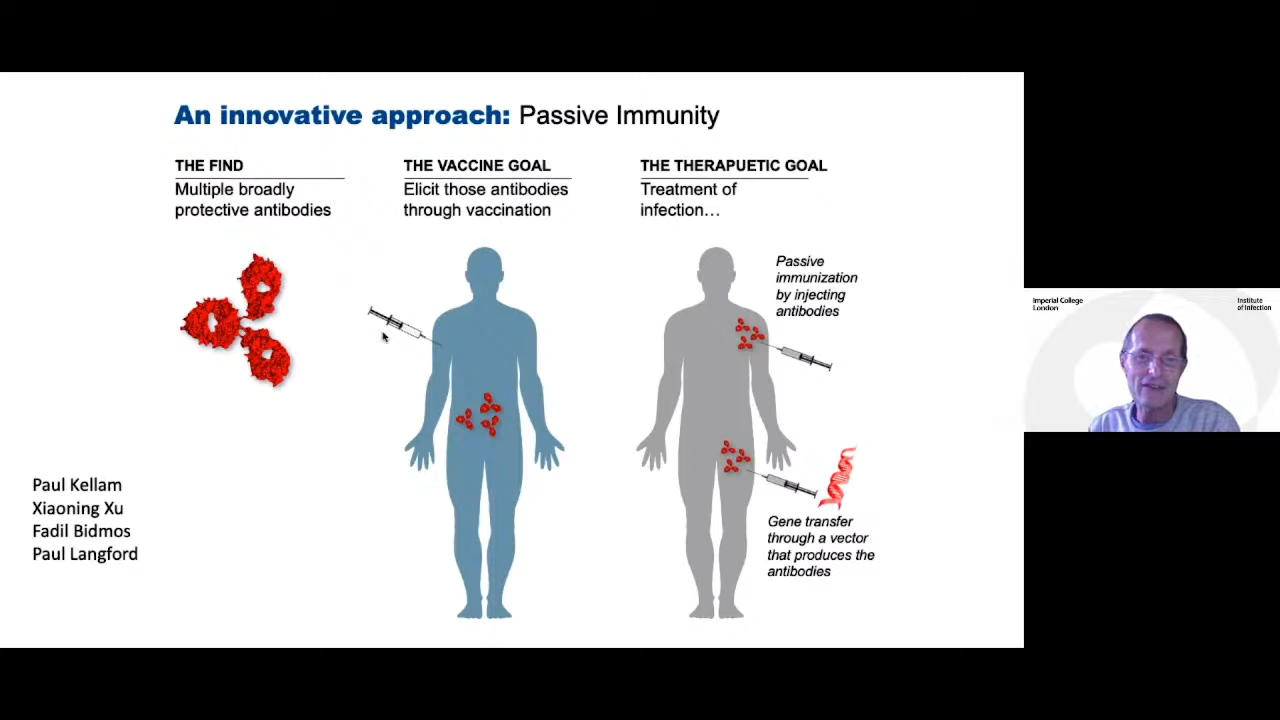 An innovative approach: Passive Immunity
THE FIND
Multiple broadly
protective antibodies
THE VACCINE GOAL
Elicit those antibodies
through vaccination
THE THERAPUETIC GOAL
Treatment of
infection…
Passive
immunization
by injecting
antibodies
Gene transfer
through a vector
that produces the
antibodies
Paul Kellam
Xiaoning Xu
Fadil Bidmos
Paul Langford
Imperial College
London
Institute
of Infection